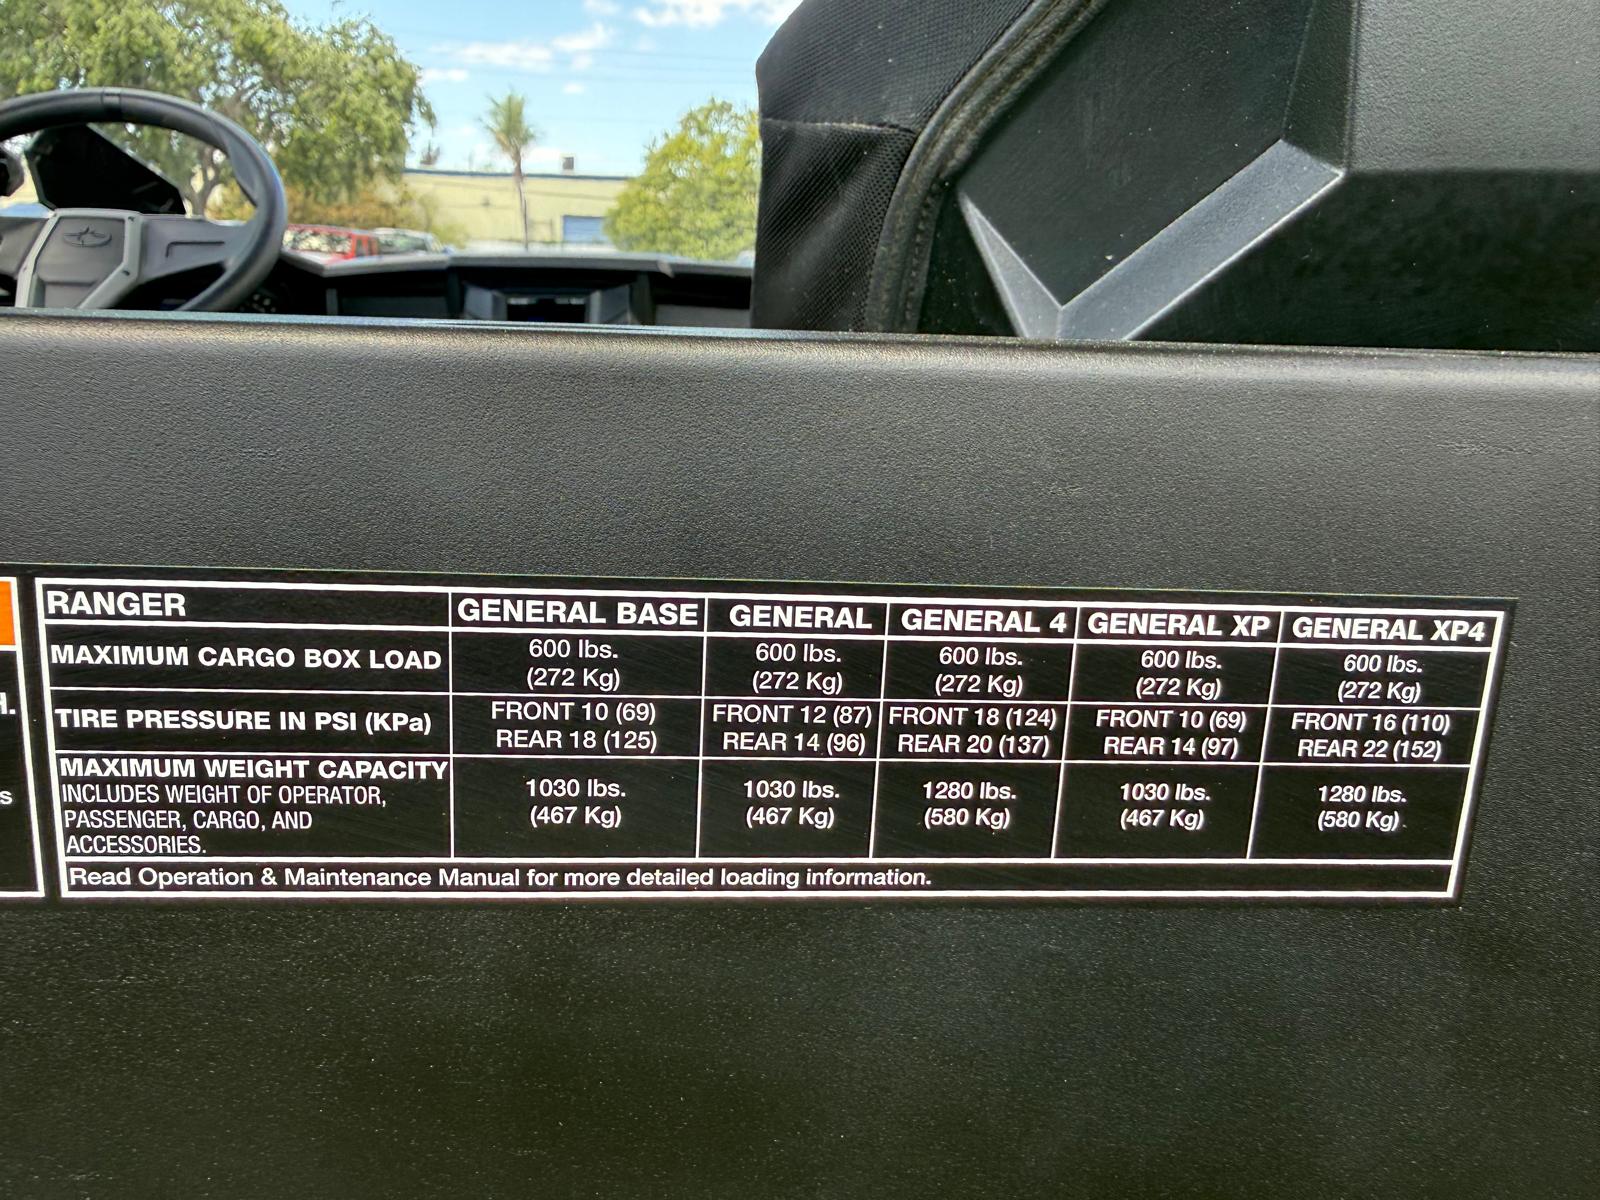 RANGER GENERAL BASE GENERAL GENERAL 4 GENERAL XP GENERAL XP4
MAXIMUM CARGO BOX LOAD 600 lbs. 600 lbs. 600 lbs. 600 lbs. 600 lbs.
(272 Kg) (272 Kg) (272 Kg) (272 Kg) (272 Kg)
TIRE PRESSURE IN PSI (KPa) FRONT 10 (69) FRONT 12 (87) FRONT 18 (124) FRONT 10 (69) FRONT 16 (110)
REAR 18 (125) REAR 14 (96) REAR 20 (137) REAR 14 (97) REAR 22 (152)
MAXIMUM WEIGHT CAPACITY
INCLUDES WEIGHT OF OPERATOR, 1030 lbs. 1030 lbs. 1280 lbs. 1030 lbs. 1280 lbs.
PASSENGER, CARGO, AND (467 Kg) (467 Kg) (580 Kg) (467 Kg) (580 Kg)
ACCESSORIES.
Read Operation & Maintenance Manual for more detailed loading information.